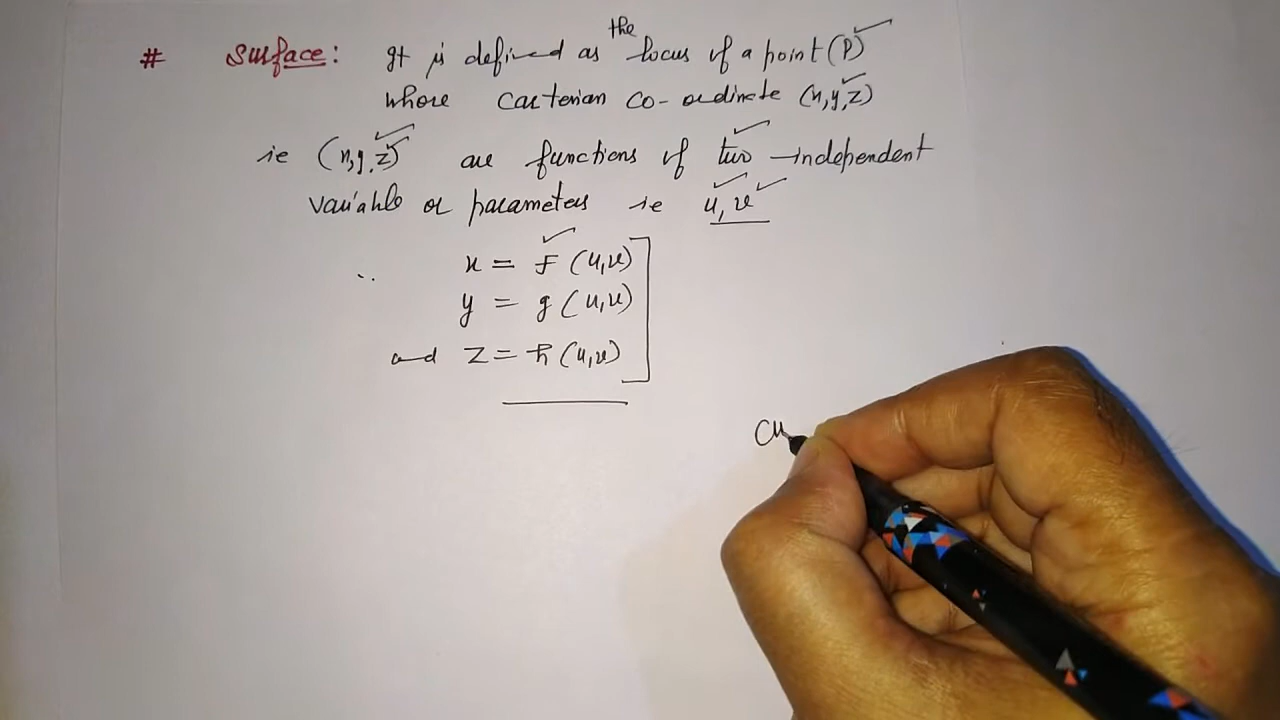 # Surface: It is defined as the locus of a point (P)
whose cartesian co-ordinate (x,y,z)
ie (x,y,z) are functions of two independent
variable or parameters ie u,v
∴ x = f (u,v)
y = g (u,v)
and z = h (u,v)
cu